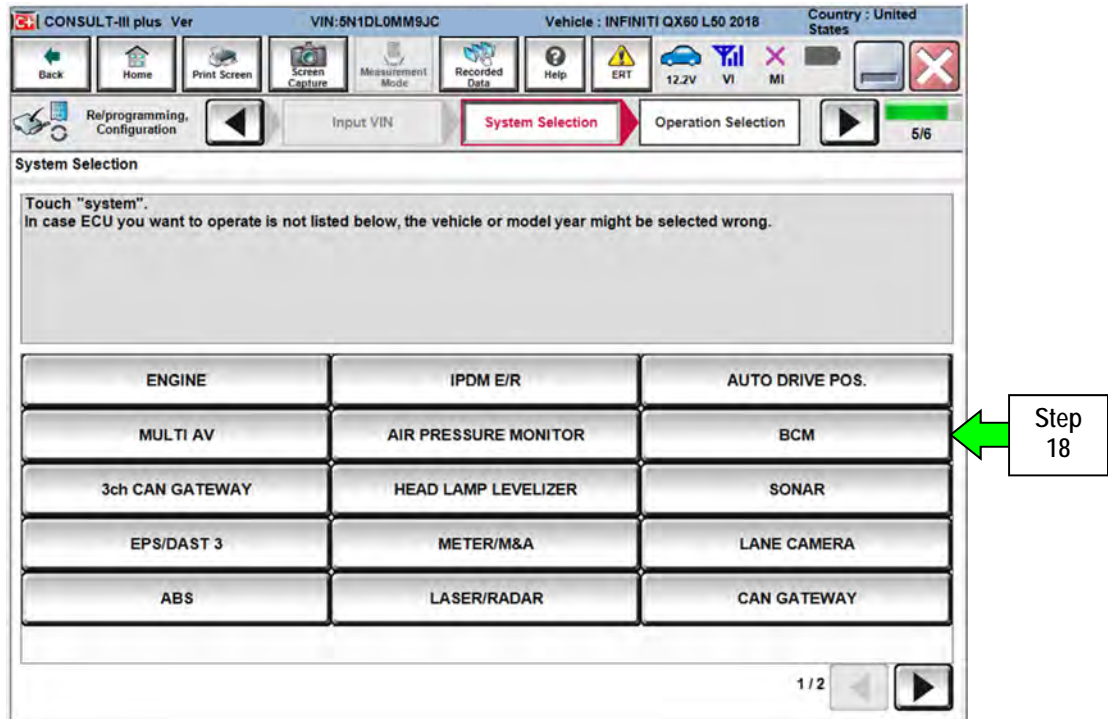 C+ CONSULT-III plus Ver VIN:5N1DL0MM9JC Vehicle : INFINITI QX60 L50 2018 Country : United
States
Back Home Print Screen Screen
Capture Measurement
Mode Recorded
Data Help ERT 12.2V VI MI
Re/programming,
Configuration Input VIN System Selection Operation Selection 5/6
System Selection
Touch "system".
In case ECU you want to operate is not listed below, the vehicle or model year might be selected wrong.
ENGINE IPDM E/R AUTO DRIVE POS.
MULTI AV AIR PRESSURE MONITOR BCM
Step
18
3ch CAN GATEWAY HEAD LAMP LEVELIZER SONAR
EPS/DAST 3 METER/M&A LANE CAMERA
ABS LASER/RADAR CAN GATEWAY
1/2